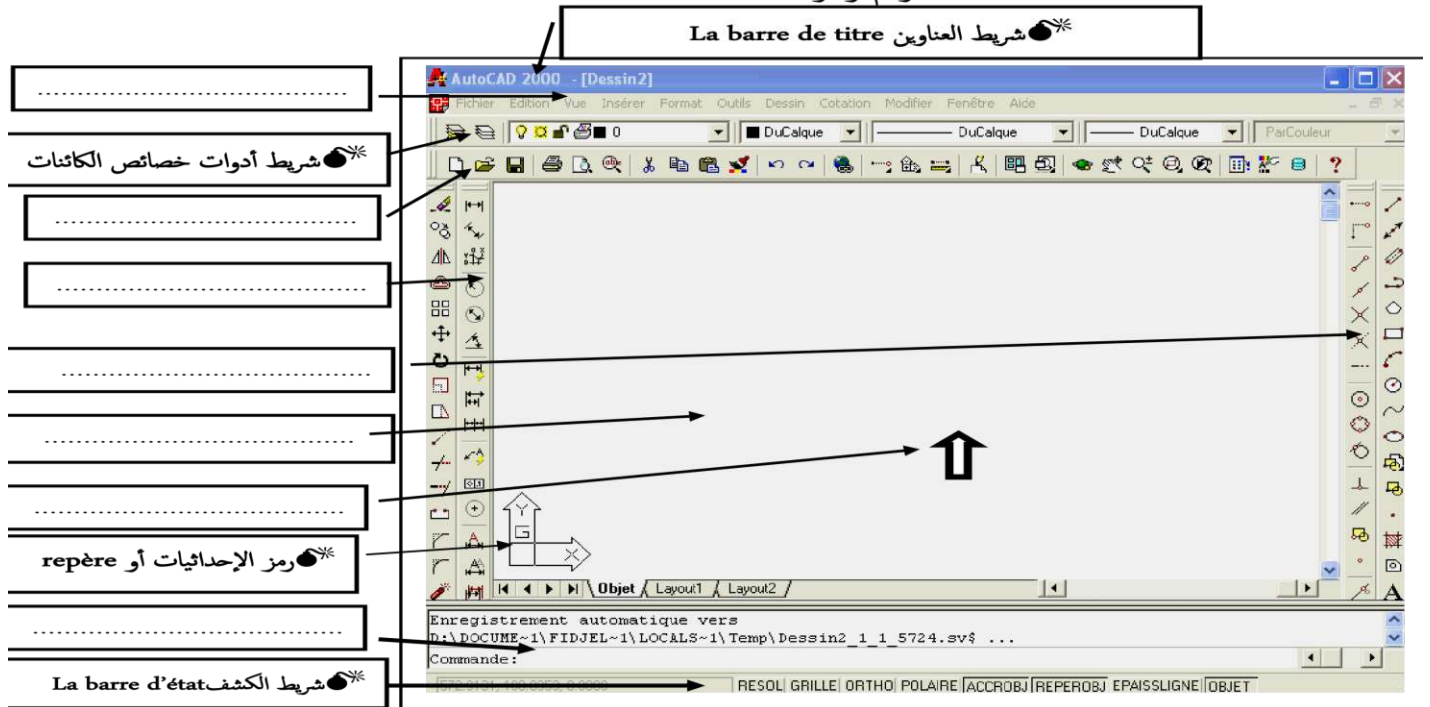 شريط العناوين La barre de titre
AutoCAD 2000 - [Dessin2]
Fichier Edition Vue Insérer Format Outils Dessin Cotation Modifier Fenêtre Aide
0 DuCalque DuCalque DuCalque ParCouleur
................................
شريط أدوات خصائص الكائنات
................................
................................
................................
................................
................................
رمز الإحداثيات أو repère
Y
G
X
Objet Layout1 Layout2
................................
Enregistrement automatique vers
D:\DOCUME~1\FIDJEL~1\LOCALS~1\Temp\Dessin2_1_1_5724.sv$ ...
Commande:
شريط الكشف La barre d'état
RESOL GRILLE ORTHO POLAIRE ACCROBJ REPEROBJ EPAISSLIGNE OBJET